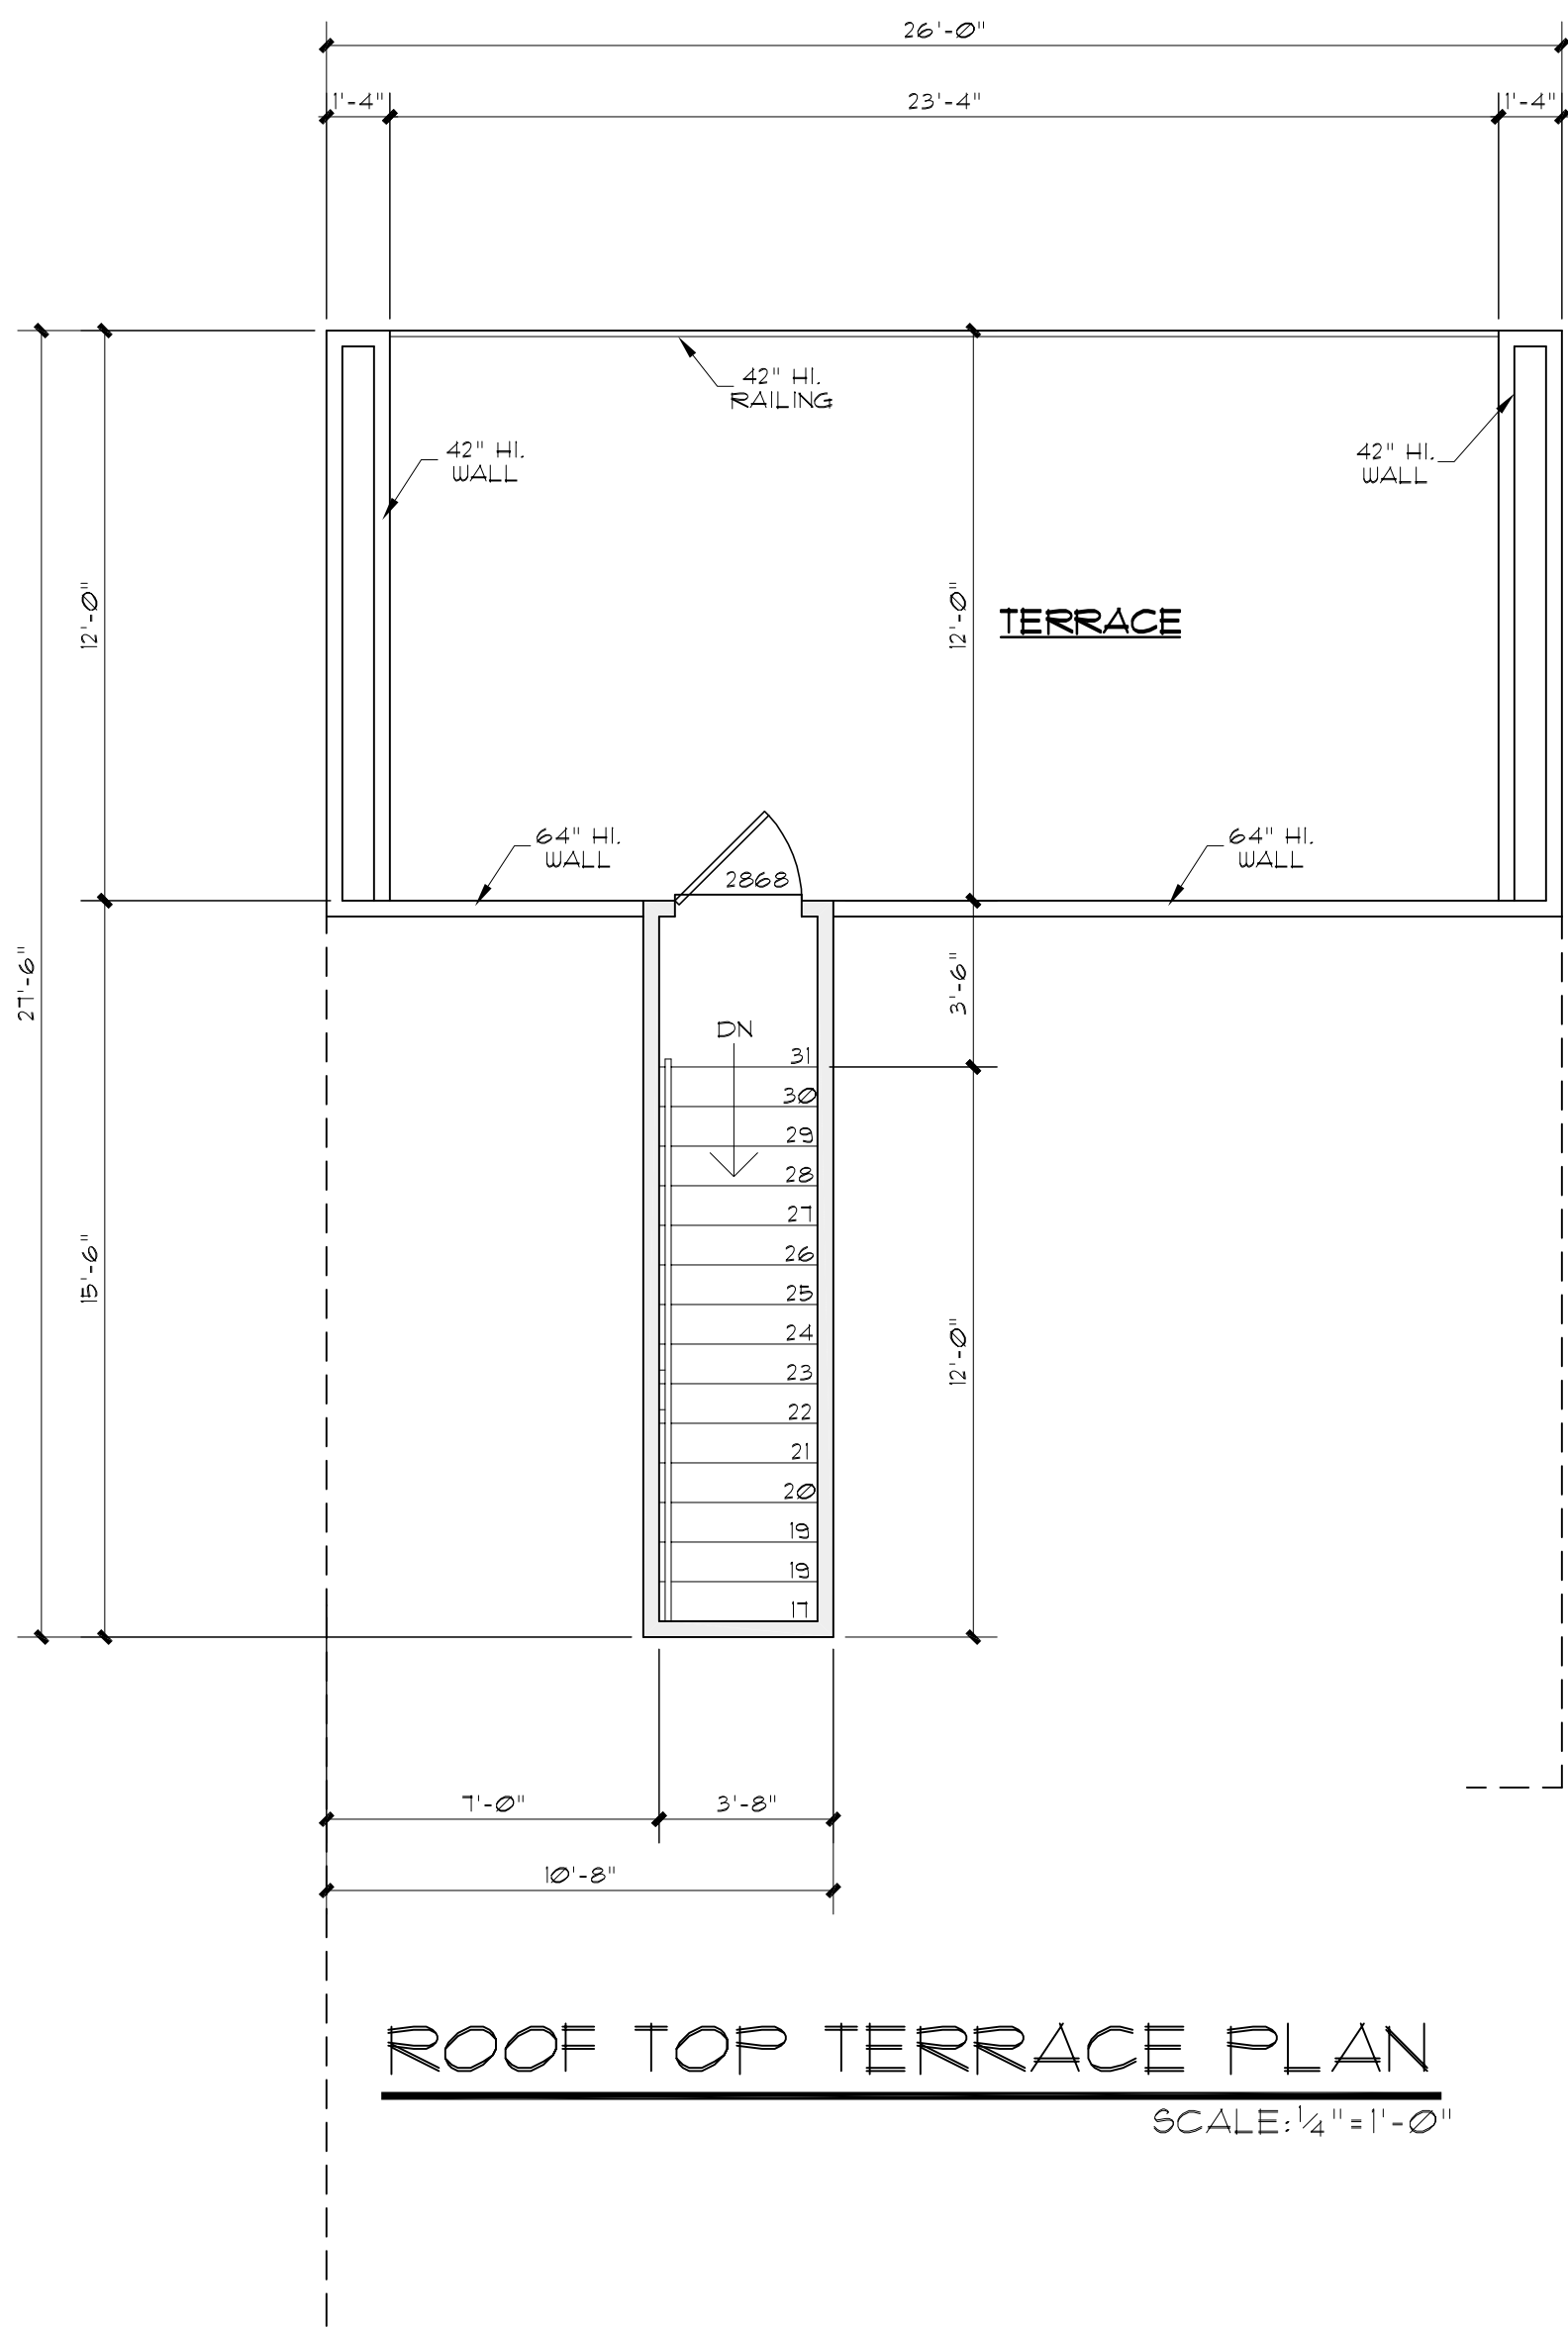 26'-0"
1'-4"
23'-4"
1'-4"
42" HI.
RAILING
42" HI.
WALL
42" HI.
WALL
12'-0"
12'-0"
TERRACE
64" HI.
WALL
64" HI.
WALL
2868
27'-6"
3'-6"
DN
31
30
29
28
27
26
25
24
23
22
21
20
19
19
17
15'-6"
12'-0"
7'-0"
3'-8"
10'-8"
ROOF TOP TERRACE PLAN
SCALE: 1/4"=1'-0"